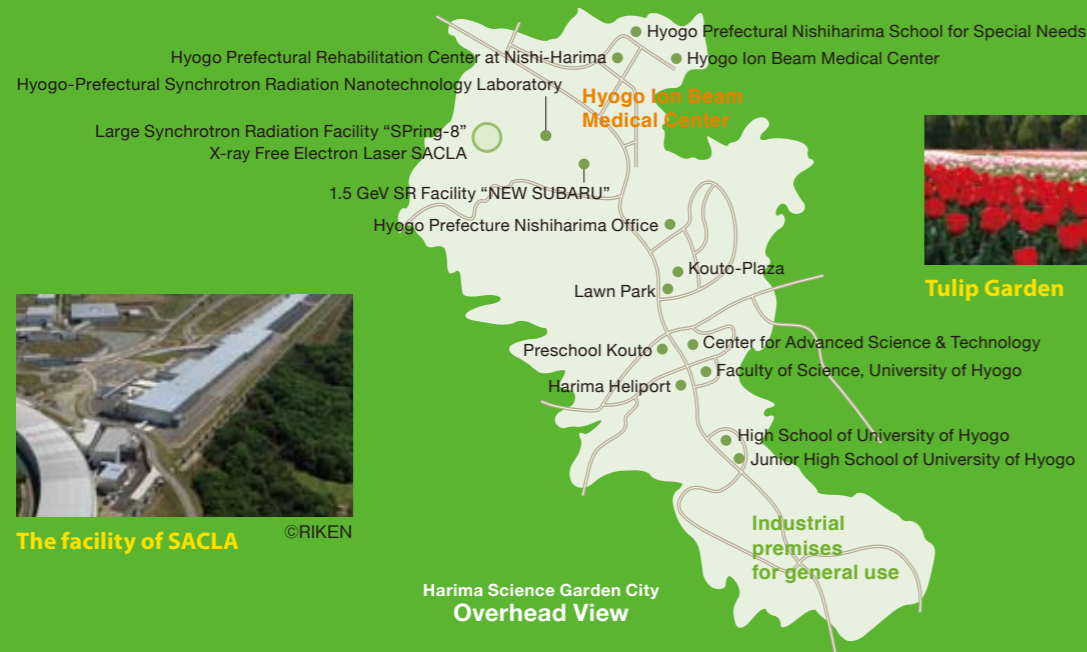 Hyogo Prefectural Nishiharima School for Special Needs
Hyogo Prefectural Rehabilitation Center at Nishi-Harima
Hyogo Ion Beam Medical Center
Hyogo-Prefectural Synchrotron Radiation Nanotechnology Laboratory
Hyogo Ion Beam
Medical Center
Large Synchrotron Radiation Facility “SPring-8”
X-ray Free Electron Laser SACLA
1.5 GeV SR Facility “NEW SUBARU”
Hyogo Prefecture Nishiharima Office
Kouto-Plaza
Lawn Park
Tulip Garden
Preschool Kouto
Center for Advanced Science & Technology
Faculty of Science, University of Hyogo
Harima Heliport
High School of University of Hyogo
Junior High School of University of Hyogo
The facility of SACLA
©RIKEN
Industrial
premises
for general use
Harima Science Garden City
Overhead View